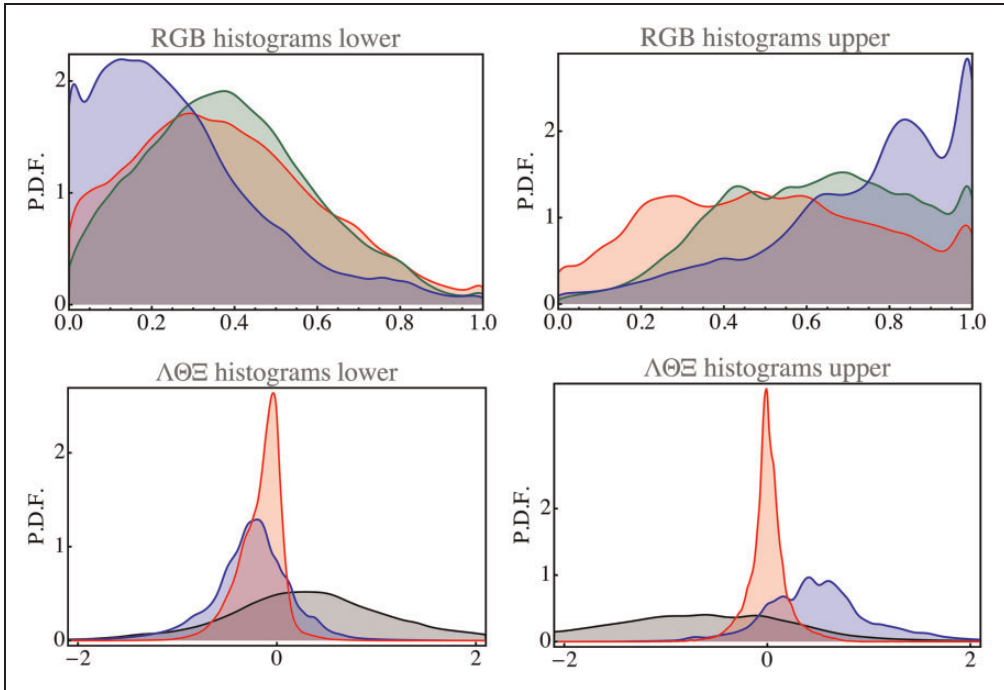 RGB histograms lower
P.D.F.
2
1
0
0.0 0.2 0.4 0.6 0.8 1.0
RGB histograms upper
P.D.F.
2
1
0
0.0 0.2 0.4 0.6 0.8 1.0
ΛΘΞ histograms lower
P.D.F.
2
1
0
−2 0 2
ΛΘΞ histograms upper
P.D.F.
2
1
0
−2 0 2